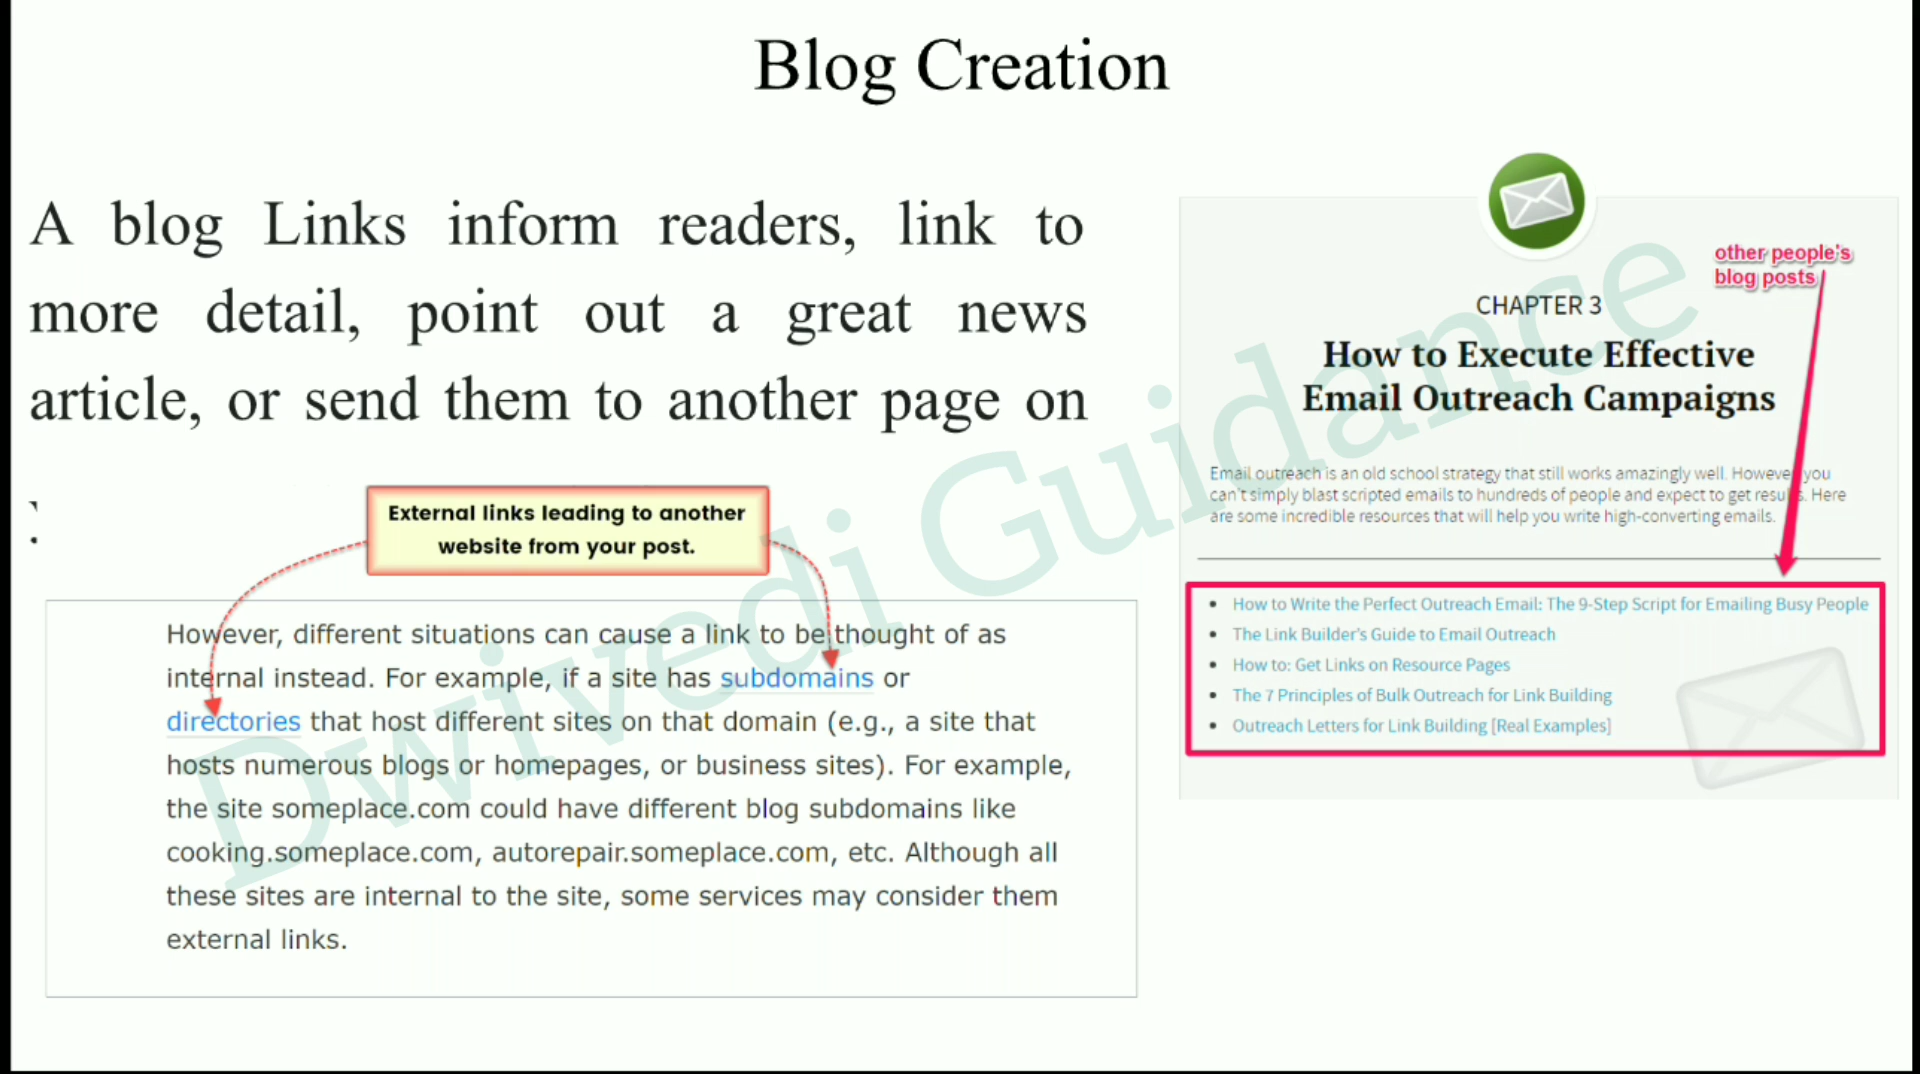 Blog Creation
A blog Links inform readers, link to
more detail, point out a great news
article, or send them to another page on
External links leading to another
website from your post.
However, different situations can cause a link to be thought of as
internal instead. For example, if a site has subdomains or
directories that host different sites on that domain (e.g., a site that
hosts numerous blogs or homepages, or business sites). For example,
the site someplace.com could have different blog subdomains like
cooking.someplace.com, autorepair.someplace.com, etc. Although all
these sites are internal to the site, some services may consider them
external links.
other people's
blog posts
CHAPTER 3
How to Execute Effective
Email Outreach Campaigns
Email outreach is an old school strategy that still works amazingly well. However you
can't simply blast scripted emails to hundreds of people and expect to get results. Here
are some incredible resources that will help you write high-converting emails.
• How to Write the Perfect Outreach Email: The 9-Step Script for Emailing Busy People
• The Link Builder's Guide to Email Outreach
• How to: Get Links on Resource Pages
• The 7 Principles of Bulk Outreach for Link Building
• Outreach Letters for Link Building [Real Examples]
Dwivedi Guidance